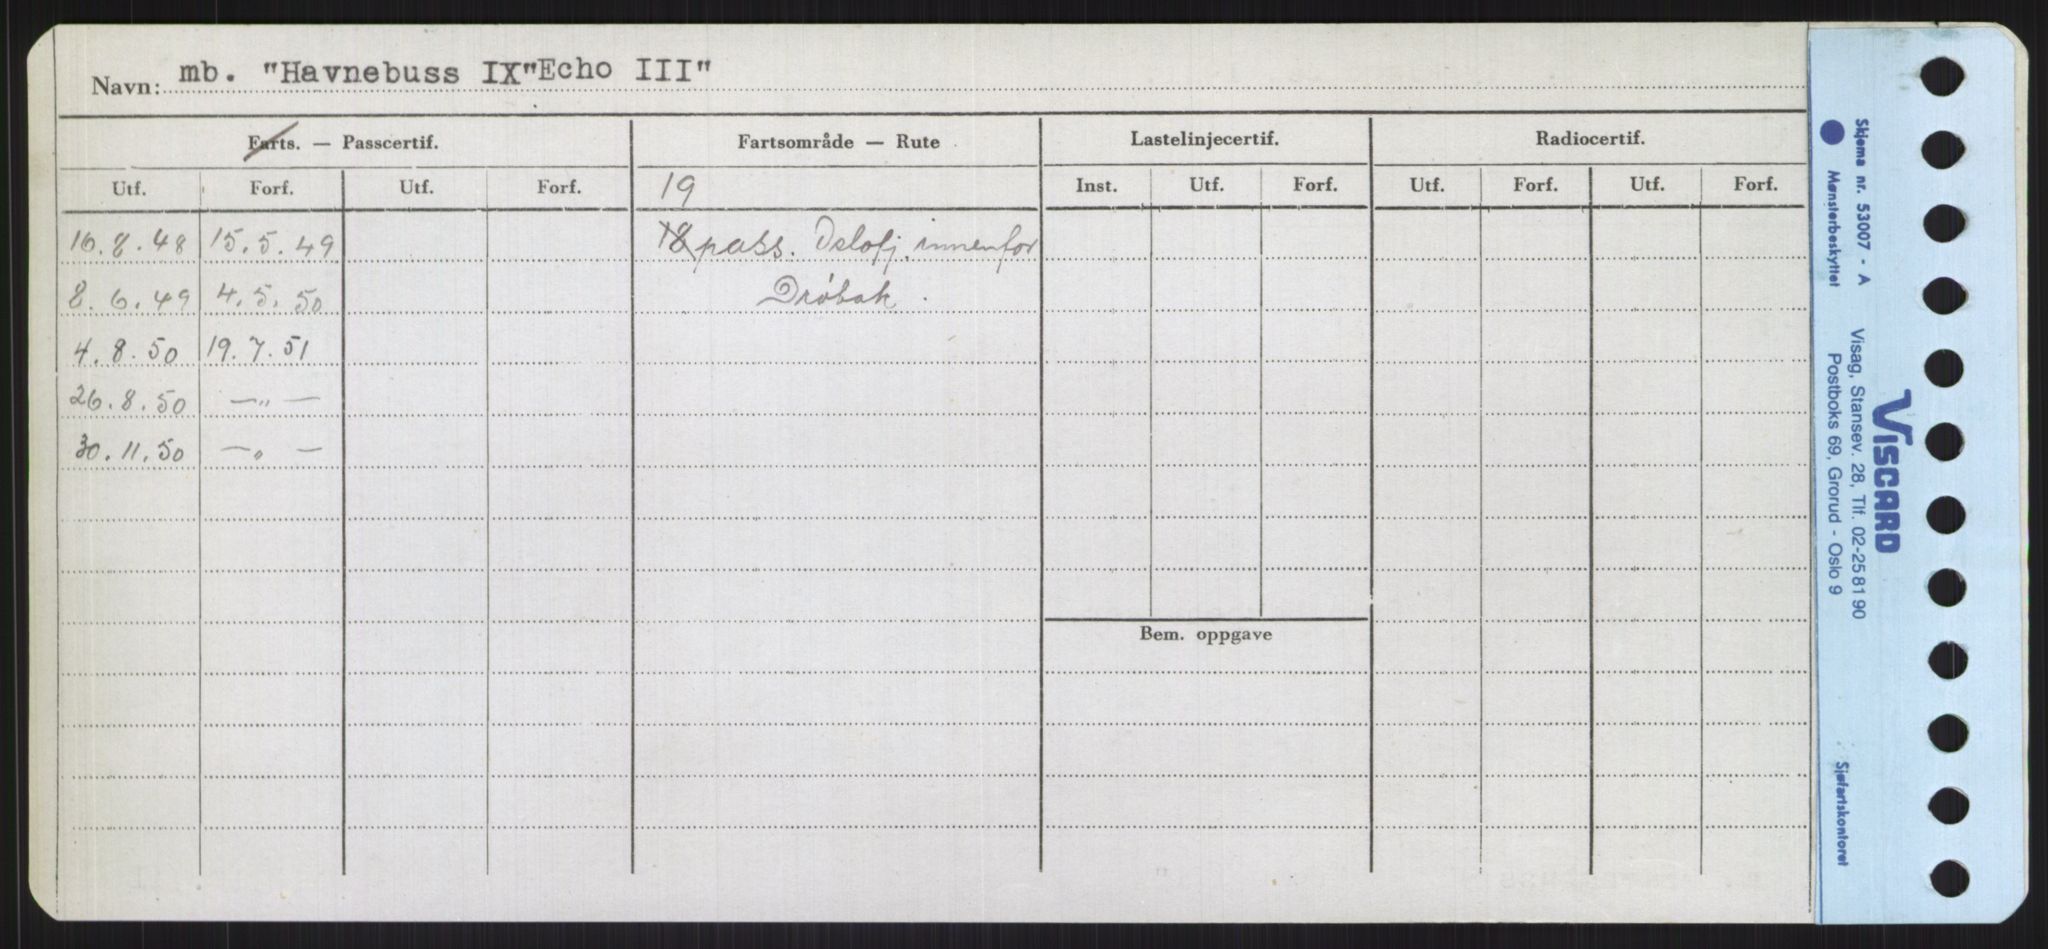 Navn: mb. "Havnebuss IX" Echo III"
Farts. — Passcertif. Fartsområde — Rute Lastelinjecertif. Radiocertif.
Utf. Forf. Utf. Forf. 19 Inst. Utf. Forf. Utf. Forf. Utf. Forf.
16.8.48 15.5.49 18 pass. Oslofj. innenfor
8.6.49 4.5.50 Drøbak.
4.8.50 19.7.51
26.8.50 —„—
30.11.50 —„—
Bem. oppgave
Skjema nr. 53007 - A Visag, Stansev. 28, Tlf. 02-25 81 90
Mønsterbeskyttet Postboks 69, Grorud - Oslo 9
VISCARD
Sjøfartskontoret